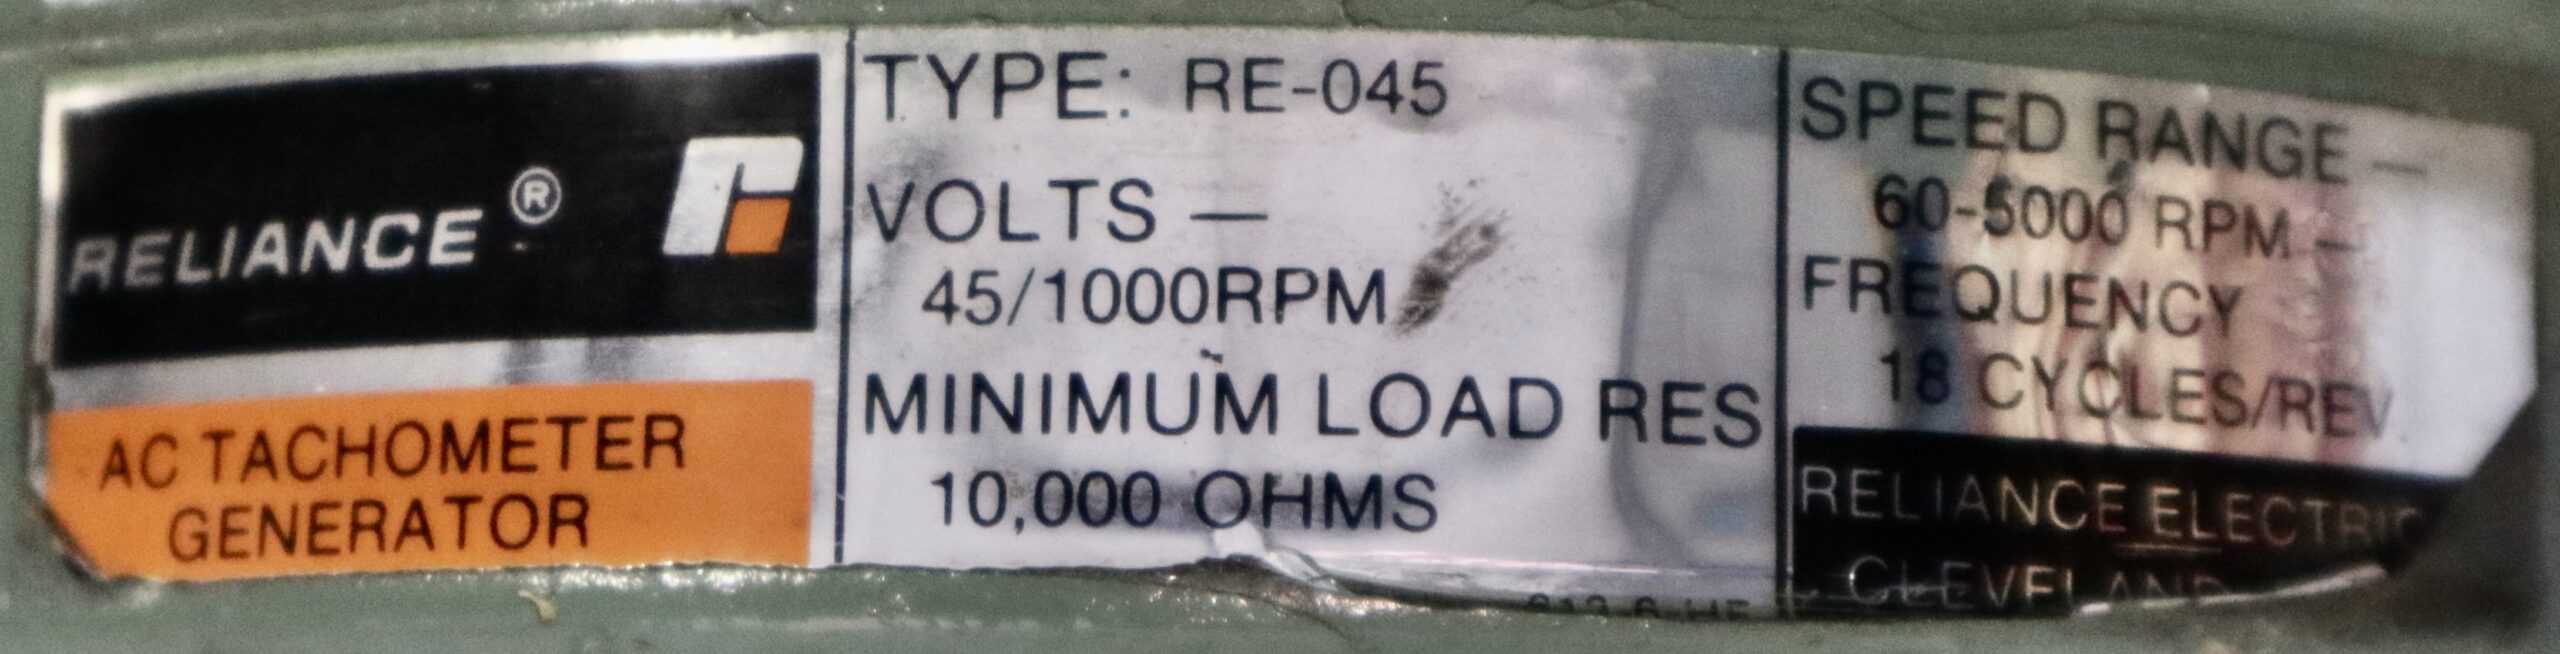 RELIANCE ®
AC TACHOMETER
GENERATOR
TYPE: RE-045
VOLTS —
45/1000RPM
MINIMUM LOAD RES
10,000 OHMS
SPEED RANGE —
60-5000 RPM —
FREQUENCY
18 CYCLES/REV
RELIANCE ELECTRIC
CLEVELAND